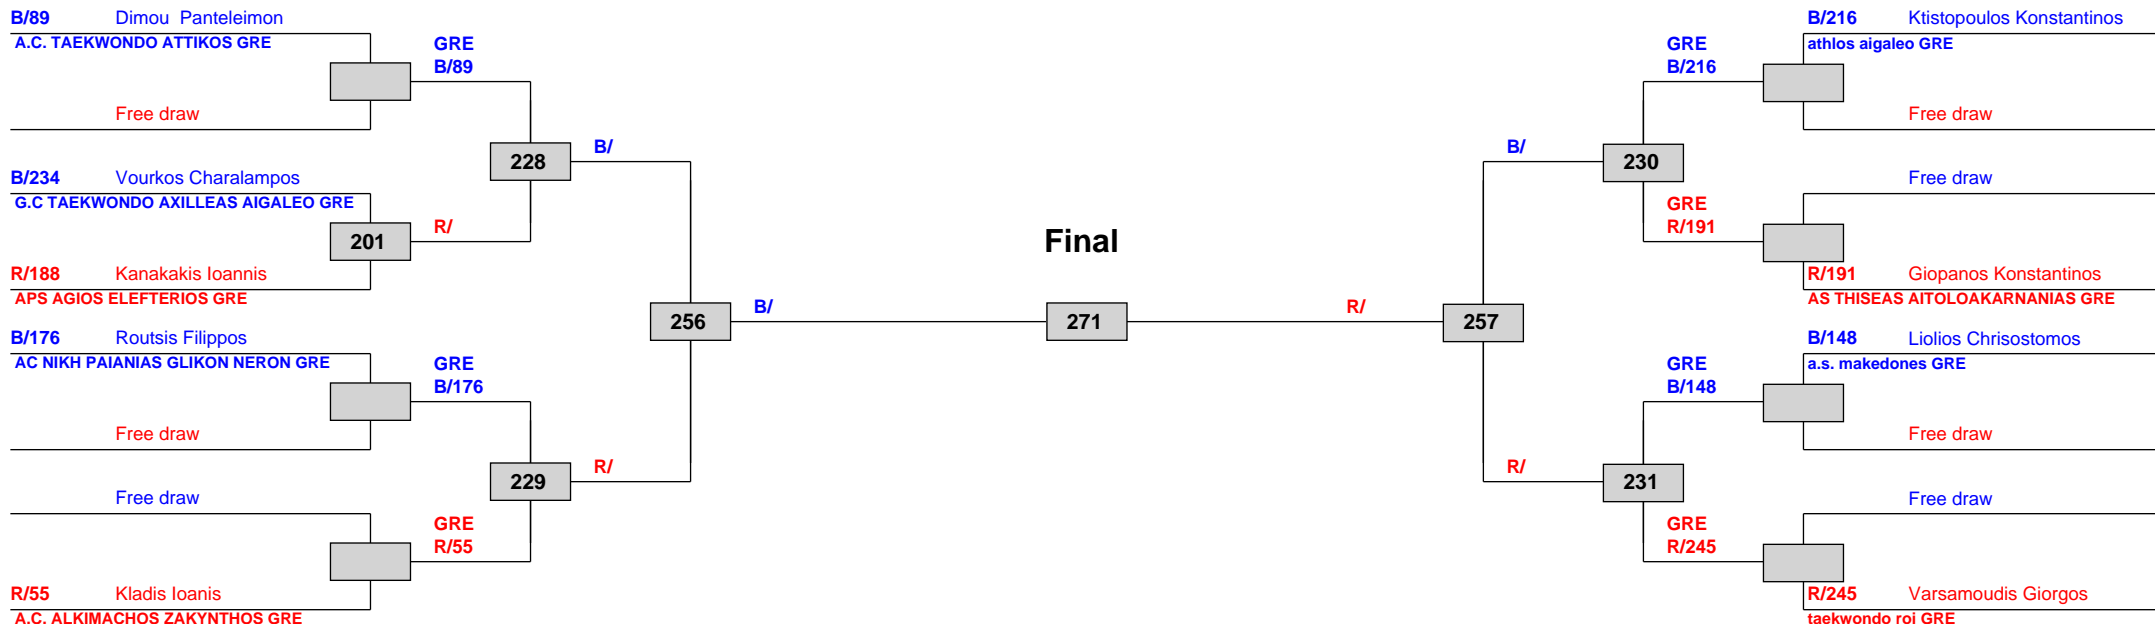 B/89 Dimou Panteleimon
A.C. TAEKWONDO ATTIKOS GRE
GRE
B/89
Free draw
228
B/
B/234 Vourkos Charalampos
G.C TAEKWONDO AXILLEAS AIGALEO GRE
R/
201
R/188 Kanakakis Ioannis
APS AGIOS ELEFTERIOS GRE
256
B/
B/176 Routsis Filippos
AC NIKH PAIANIAS GLIKON NERON GRE
GRE
B/176
Free draw
R/
229
Free draw
GRE
R/55
R/55 Kladis Ioanis
A.C. ALKIMACHOS ZAKYNTHOS GRE
Final
271
B/216 Ktistopoulos Konstantinos
athlos aigaleo GRE
GRE
B/216
Free draw
B/
230
Free draw
GRE
R/191
R/191 Giopanos Konstantinos
AS THISEAS AITOLOAKARNANIAS GRE
R/
257
B/148 Liolios Chrisostomos
a.s. makedones GRE
GRE
B/148
Free draw
R/
231
Free draw
GRE
R/245
R/245 Varsamoudis Giorgos
taekwondo roi GRE